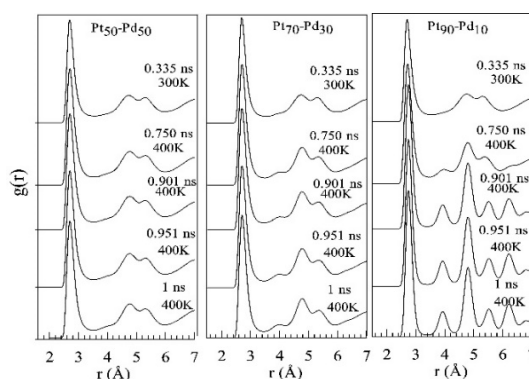 Pt50-Pd50
0.335 ns
300K
0.750 ns
400K
0.901 ns
400K
0.951 ns
400K
1 ns
400K
2 3 4 5 6 7
r (Å)
g(r)
Pt70-Pd30
0.335 ns
300K
0.750 ns
400K
0.901 ns
400K
0.951 ns
400K
1 ns
400K
2 3 4 5 6 7
r (Å)
Pt90-Pd10
0.335 ns
300K
0.750 ns
400K
0.901 ns
400K
0.951 ns
400K
1 ns
400K
2 3 4 5 6 7
r (Å)